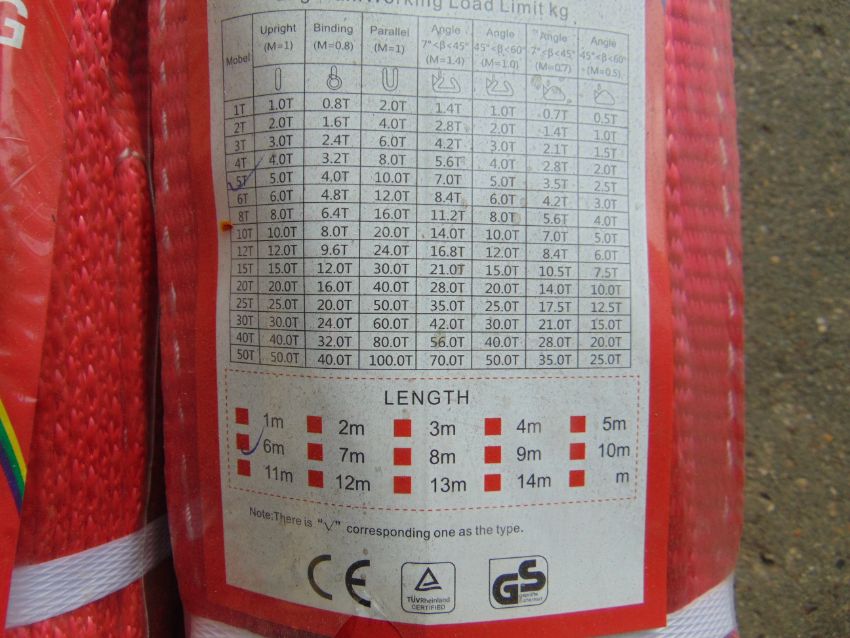 Working Load Limit kg
Mobel Upright (M=1) Binding (M=0.8) Parallel (M=1) Angle 7°<β<45° (M=1.4) Angle 45°<β<60° (M=1.0) Angle 7°<β<45° (M=0.7) Angle 45°<β<60° (M=0.5)
1T 1.0T 0.8T 2.0T 1.4T 1.0T 0.7T 0.5T
2T 2.0T 1.6T 4.0T 2.8T 2.0T 1.4T 1.0T
3T 3.0T 2.4T 6.0T 4.2T 3.0T 2.1T 1.5T
4T 4.0T 3.2T 8.0T 5.6T 4.0T 2.8T 2.0T
5T 5.0T 4.0T 10.0T 7.0T 5.0T 3.5T 2.5T
6T 6.0T 4.8T 12.0T 8.4T 6.0T 4.2T 3.0T
8T 8.0T 6.4T 16.0T 11.2T 8.0T 5.6T 4.0T
10T 10.0T 8.0T 20.0T 14.0T 10.0T 7.0T 5.0T
12T 12.0T 9.6T 24.0T 16.8T 12.0T 8.4T 6.0T
15T 15.0T 12.0T 30.0T 21.0T 15.0T 10.5T 7.5T
20T 20.0T 16.0T 40.0T 28.0T 20.0T 14.0T 10.0T
25T 25.0T 20.0T 50.0T 35.0T 25.0T 17.5T 12.5T
30T 30.0T 24.0T 60.0T 42.0T 30.0T 21.0T 15.0T
40T 40.0T 32.0T 80.0T 56.0T 40.0T 28.0T 20.0T
50T 50.0T 40.0T 100.0T 70.0T 50.0T 35.0T 25.0T
LENGTH
1m 2m 3m 4m 5m
6m 7m 8m 9m 10m
11m 12m 13m 14m m
Note:There is "√" corresponding one as the type.
CE
TÜVRheinland
CERTIFIED
GS
geprüfte
G